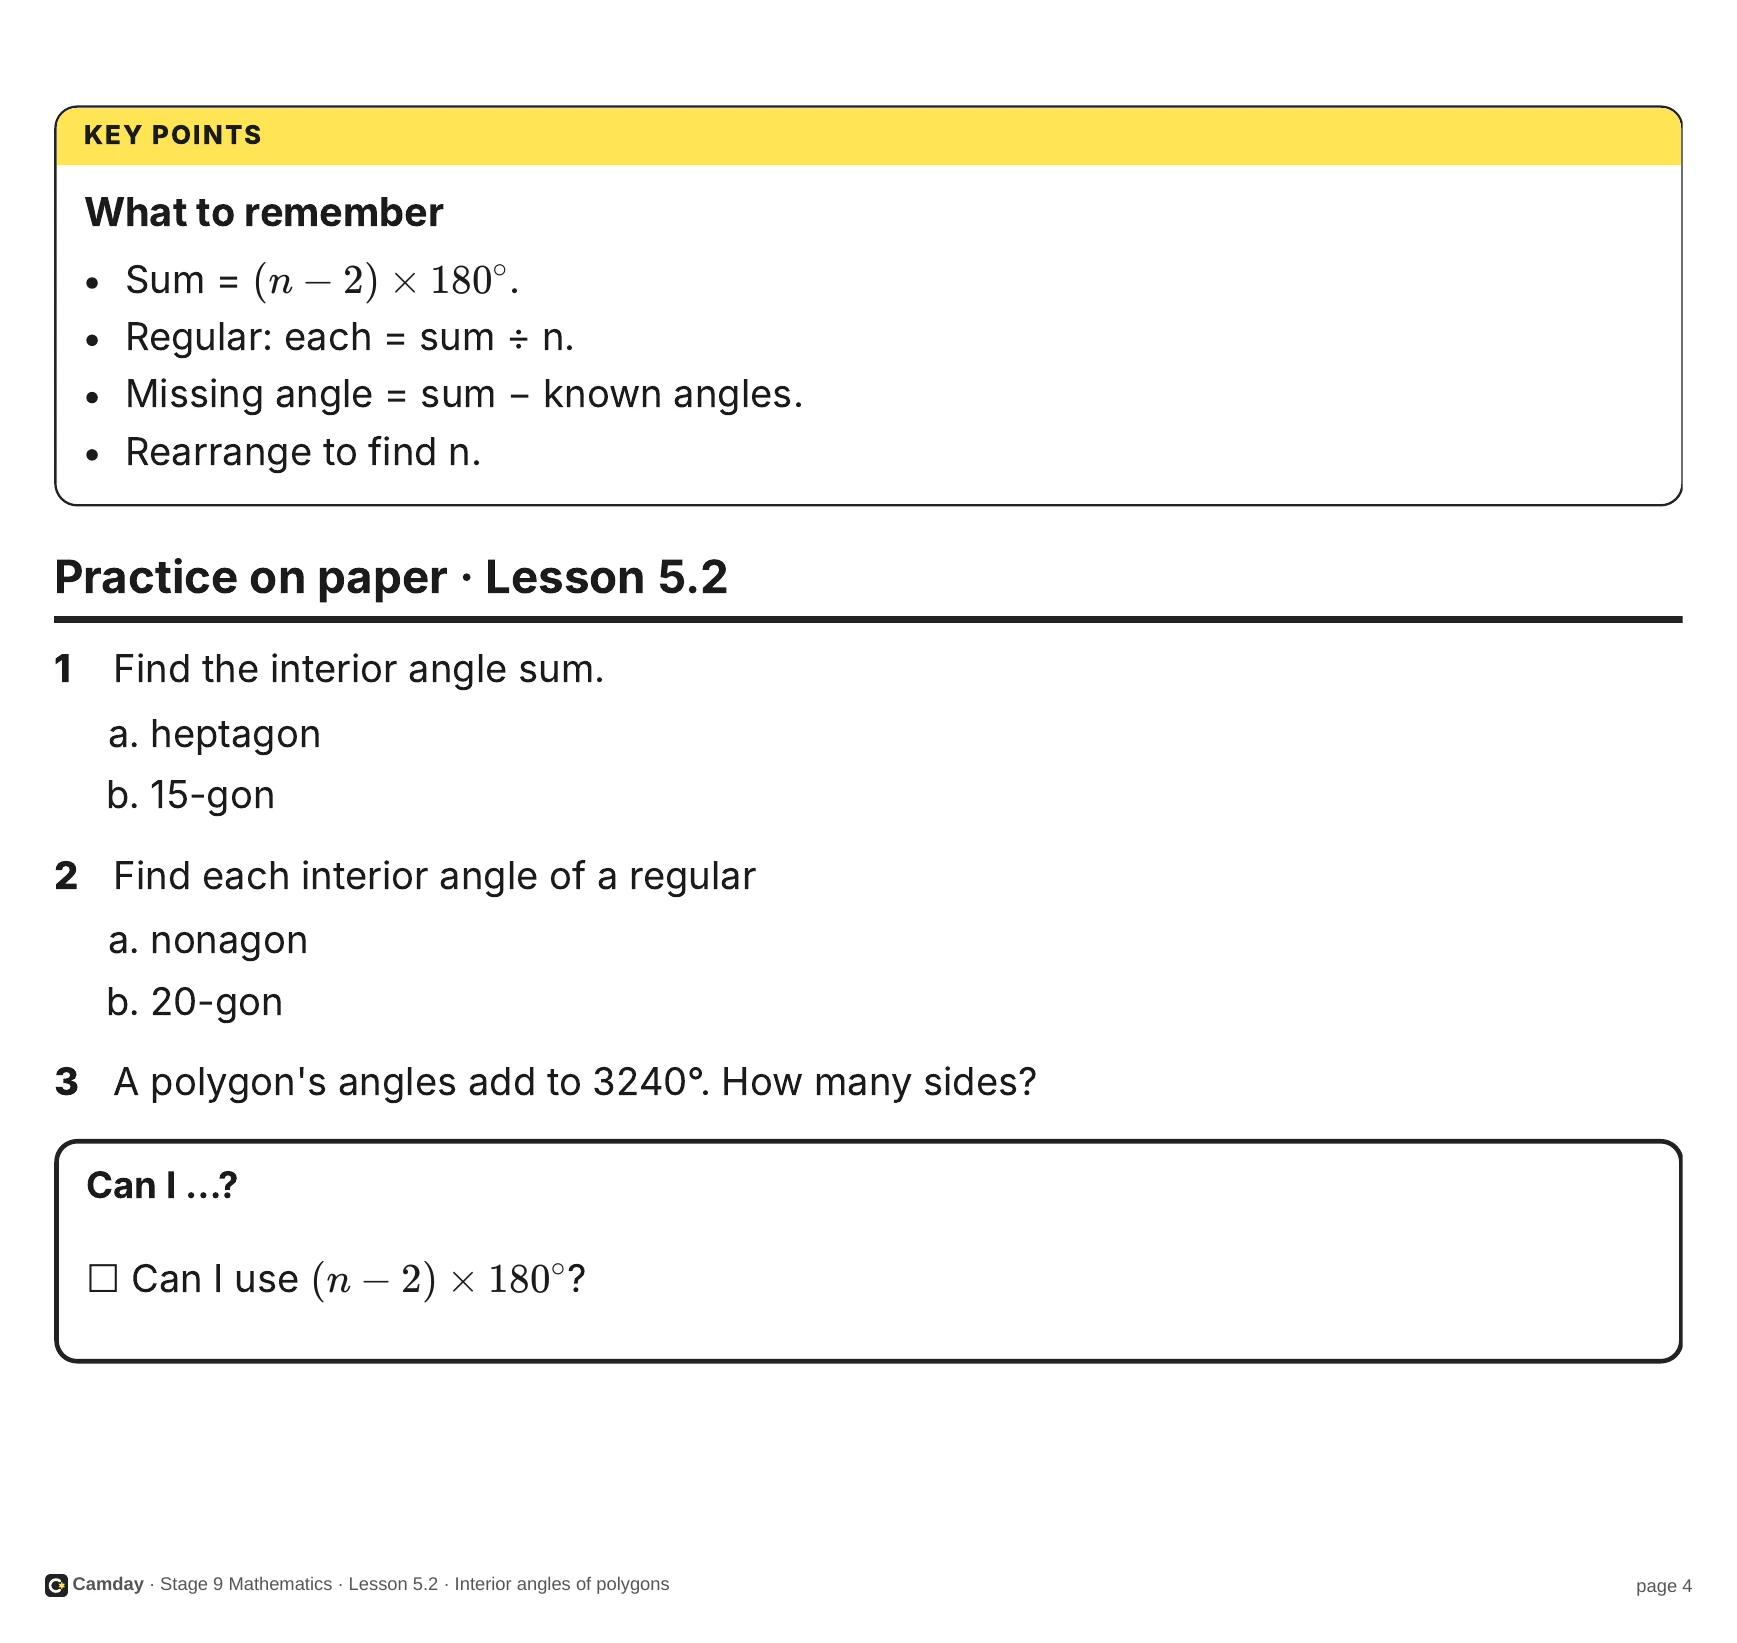 KEY POINTS
What to remember
• Sum = (n − 2) × 180°.
• Regular: each = sum ÷ n.
• Missing angle = sum − known angles.
• Rearrange to find n.
Practice on paper · Lesson 5.2
1 Find the interior angle sum.
a. heptagon
b. 15-gon
2 Find each interior angle of a regular
a. nonagon
b. 20-gon
3 A polygon's angles add to 3240°. How many sides?
Can I ...?
☐ Can I use (n − 2) × 180°?
Camday · Stage 9 Mathematics · Lesson 5.2 · Interior angles of polygons
page 4